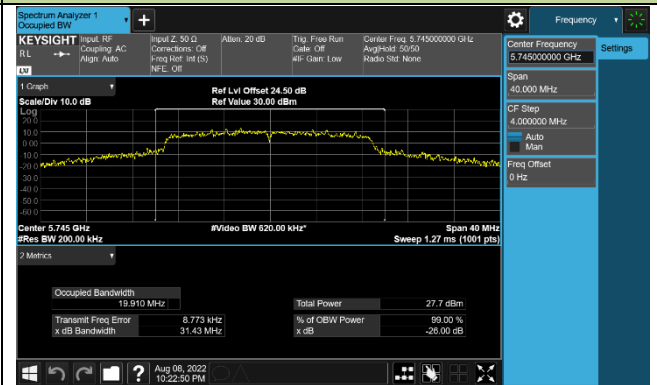 Spectrum Analyzer 1
Occupied BW
Frequency
KEYSIGHT
RL
LXI
Input: RF
Coupling: AC
Align: Auto
Input Z: 50 Ω
Corrections: Off
Freq Ref: Int (S)
NFE: Off
Atten: 20 dB
Trig: Free Run
Gate: Off
#IF Gain: Low
Center Freq: 5.745000000 GHz
Avg|Hold: 50/50
Radio Std: None
Center Frequency
5.745000000 GHz
Settings
Span
40.000 MHz
CF Step
4.000000 MHz
Auto
Man
Freq Offset
0 Hz
1 Graph
Scale/Div 10.0 dB
Ref Lvl Offset 24.50 dB
Ref Value 30.00 dBm
Log
20.0
10.0
0.00
-10.0
-20.0
-30.0
-40.0
-50.0
-60.0
Center 5.745 GHz
#Video BW 620.00 kHz*
Span 40 MHz
#Res BW 200.00 kHz
Sweep 1.27 ms (1001 pts)
2 Metrics
Occupied Bandwidth
19.910 MHz
Total Power 27.7 dBm
Transmit Freq Error 8.773 kHz
% of OBW Power 99.00 %
x dB Bandwidth 31.43 MHz
x dB -26.00 dB
?
Aug 08, 2022
10:22:50 PM